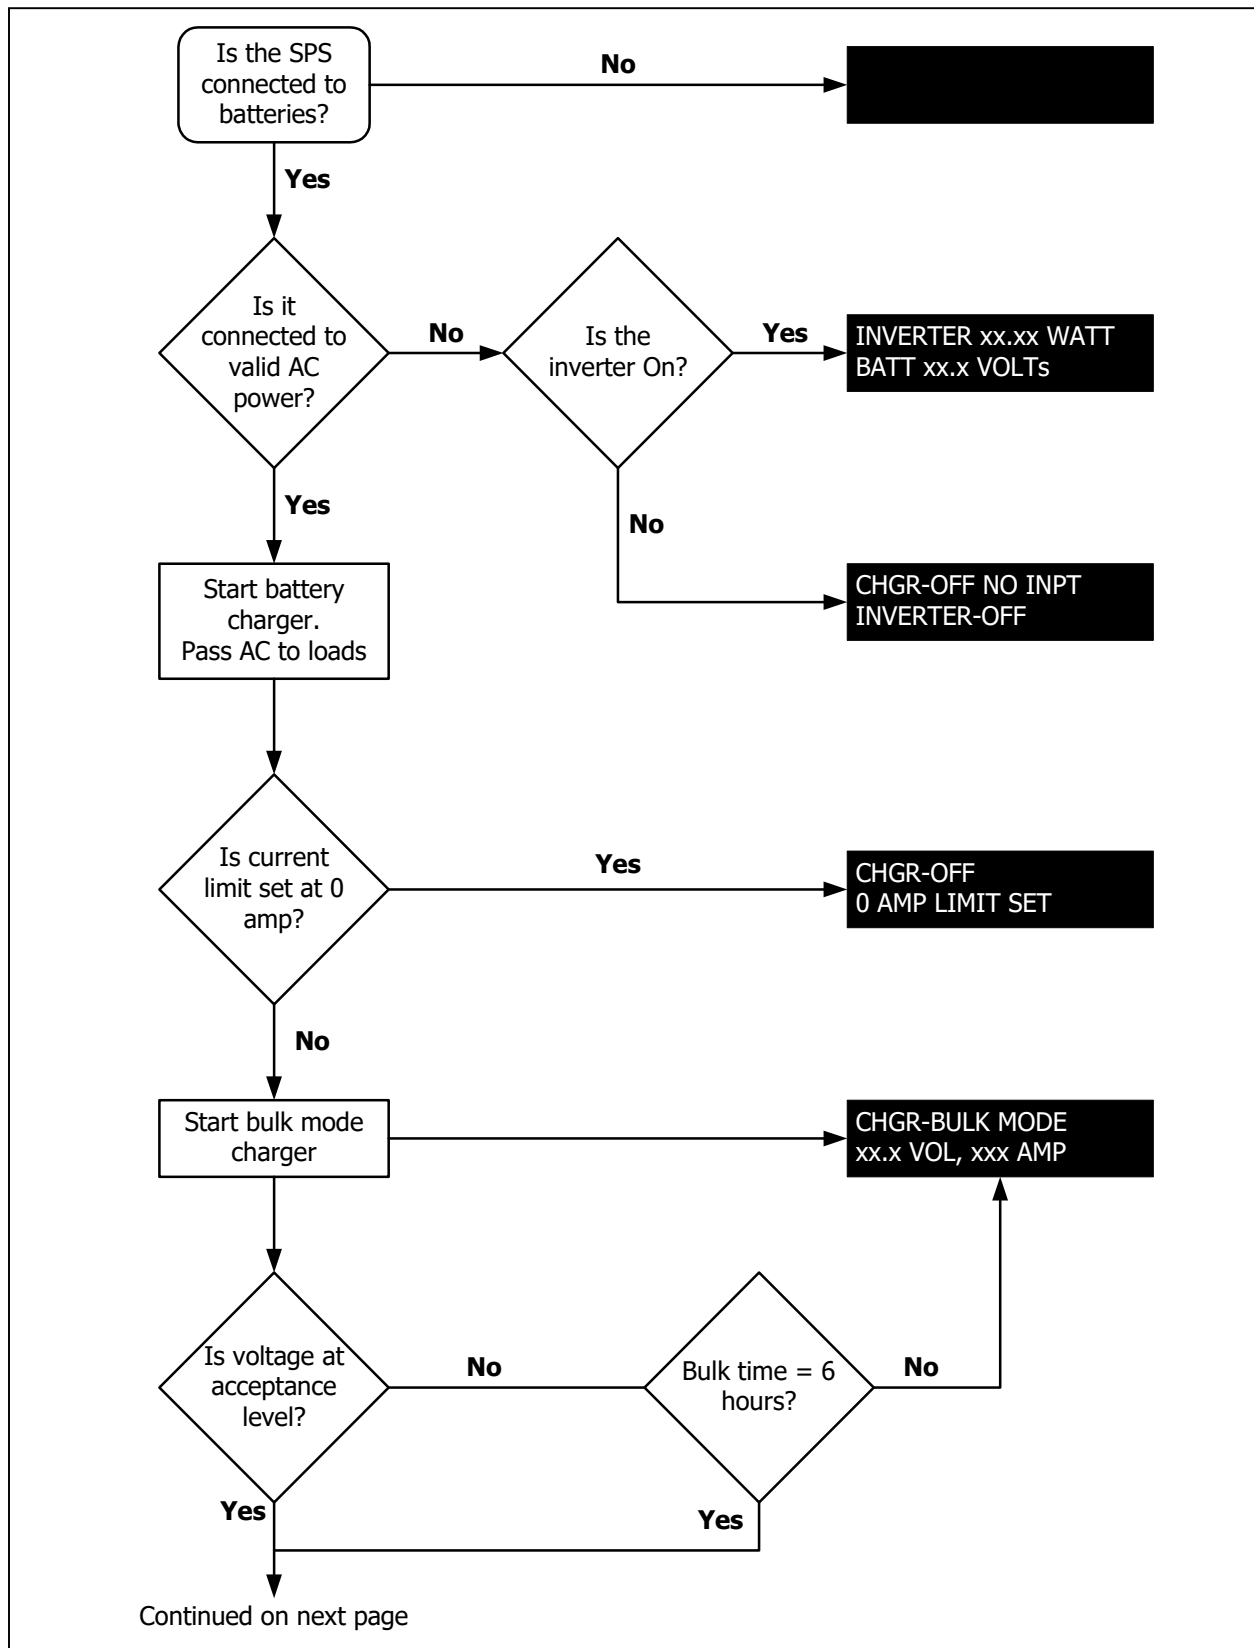 Is the SPS
connected to
batteries?
No
Yes
Is it
connected to
valid AC
power?
No
Is the
inverter On?
Yes
INVERTER xx.xx WATT
BATT xx.x VOLTs
Yes
No
Start battery
charger.
Pass AC to loads
CHGR-OFF NO INPT
INVERTER-OFF
Is current
limit set at 0
amp?
Yes
CHGR-OFF
0 AMP LIMIT SET
No
Start bulk mode
charger
CHGR-BULK MODE
xx.x VOL, xxx AMP
Is voltage at
acceptance
level?
No
Bulk time = 6
hours?
No
Yes
Yes
Continued on next page